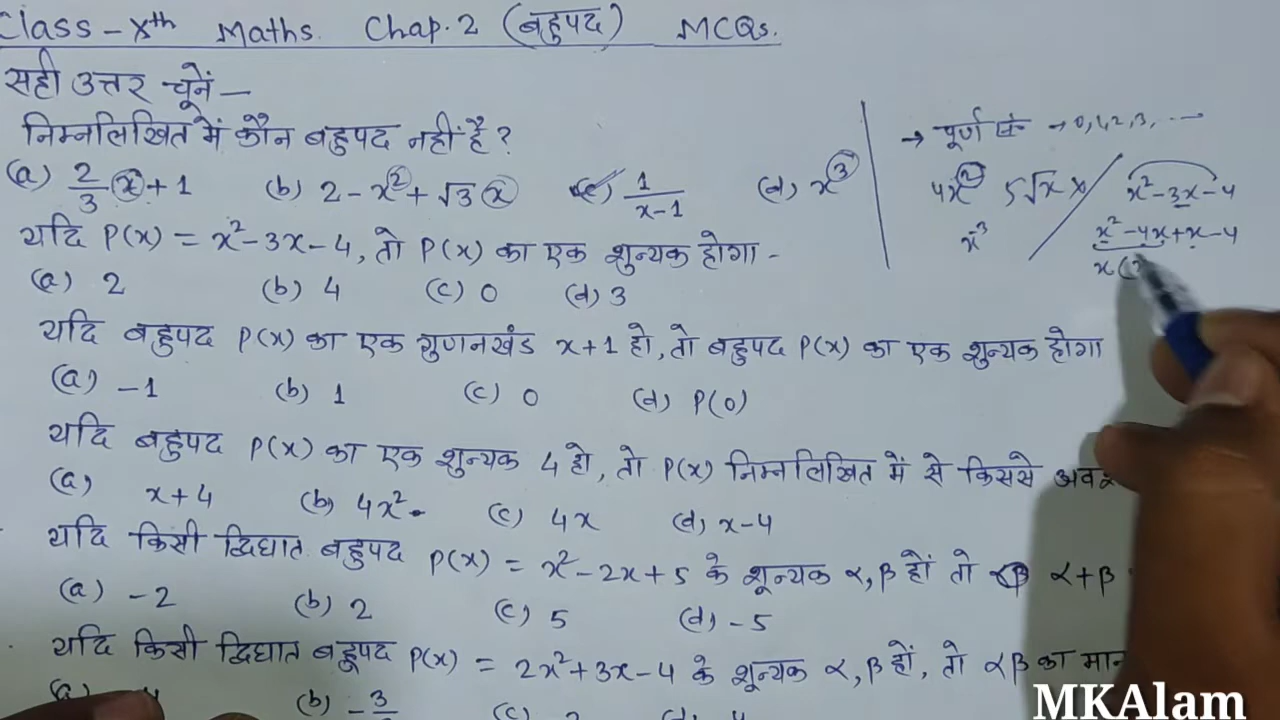 Class - Xth Maths. Chap. 2 (बहुपद) MCQs.
सही उत्तर चूनें —
निम्नलिखित में कौन बहुपद नहीं है ?
(a) 2/3 x + 1 (b) 2 - x² + √3 x (c) 1/(x-1) (d) x³
यदि P(x) = x² - 3x - 4, तो P(x) का एक शुन्यक होगा -
(a) 2 (b) 4 (c) 0 (d) 3
यदि बहुपद P(x) का एक गुणनखंड x+1 हो, तो बहुपद P(x) का एक शुन्यक होगा
(a) -1 (b) 1 (c) 0 (d) P(0)
यदि बहुपद P(x) का एक शुन्यक 4 हो, तो P(x) निम्नलिखित में से किससे
(a) x+4 (b) 4x² (c) 4x (d) x-4
यदि किसी द्विघात बहुपद P(x) = x² - 2x + 5 के शून्यक α, β हों तो α + β
(a) -2 (b) 2 (c) 5 (d) -5
यदि किसी द्विघात बहुपद P(x) = 2x² + 3x - 4 के शून्यक α, β हों, तो αβ का मान
→ पूर्ण → 0, 1, 2, 3, ...
4x² 5√x x x² - 3x - 4
x³ x² - 4x + x - 4
x(
MKAlam